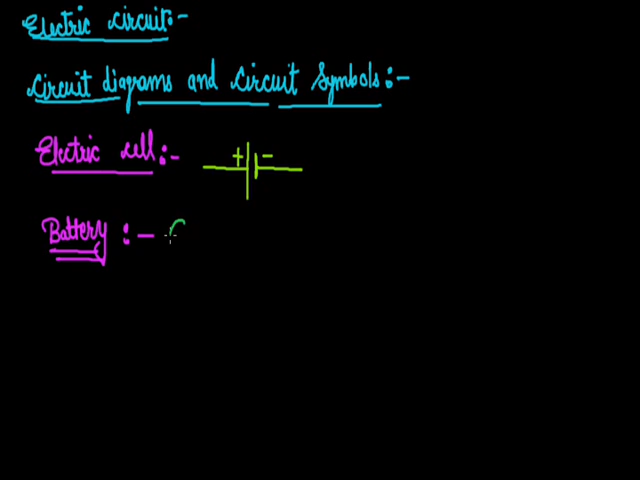 Electric circuit:-
Circuit diagrams and Circuit Symbols:-
Electric cell:- + -
Battery :-